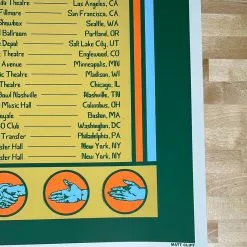 Theatre Los Angeles, CA
Fillmore San Francisco, CA
Showbox Seattle, WA
Ballroom Portland, OR
Depot Salt Lake City, UT
Theatre Englewood, CO
Avenue Minneapolis, MN
Theatre Madison, WI
Theatre Chicago, IL
Bowl Nashville Nashville, TN
Music Hall Columbus, OH
Royale Boston, MA
Club Washington, DC
Transfer Philadelphia, PA
Hall New York, NY
Hall New York, NY
MATT